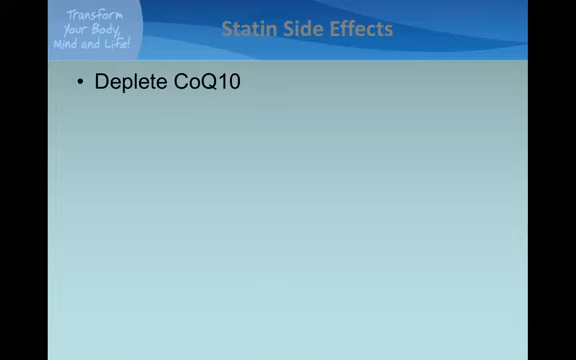 Transform
Your Body,
Mind and Life!
Statin Side Effects
• Deplete CoQ10